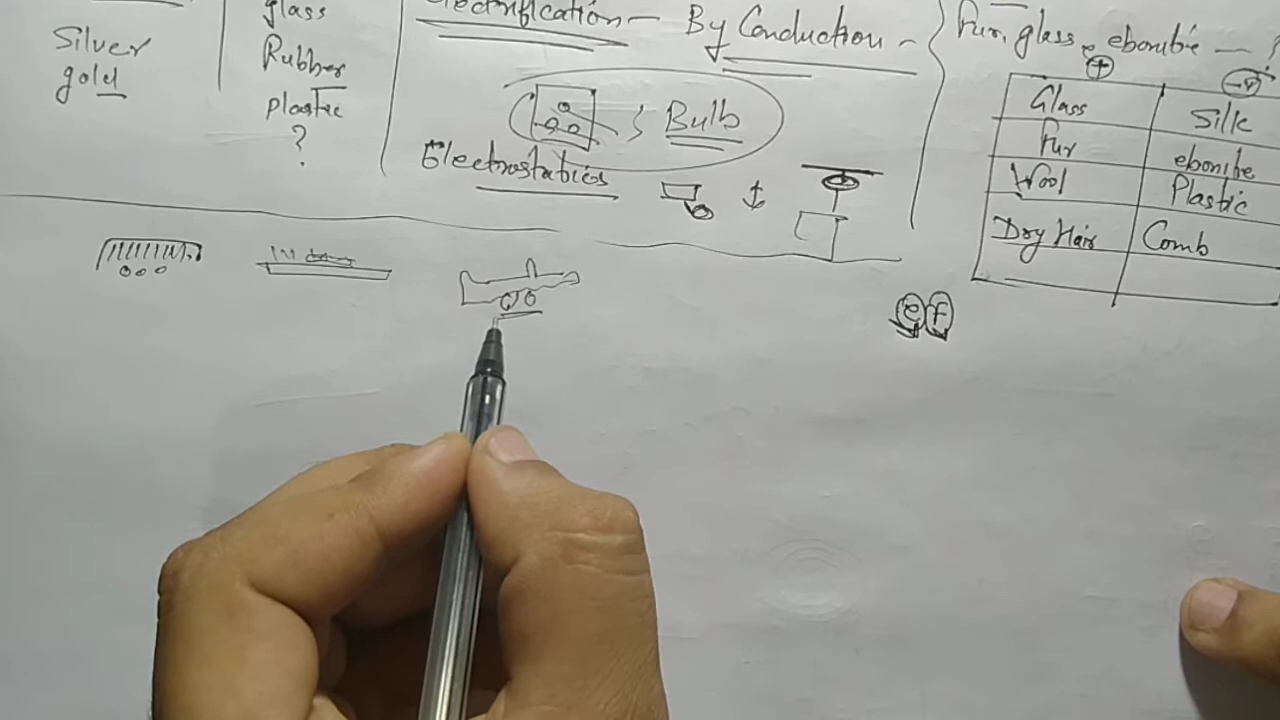 Silver
gold
glass
Rubber
plastic
?
Electrification - By Conduction -
Bulb
Electrostatics
Fur, glass, ebonite - ?
+
-ve
Glass Silk
Fur ebonite
Wool Plastic
Dry Hair Comb
e f